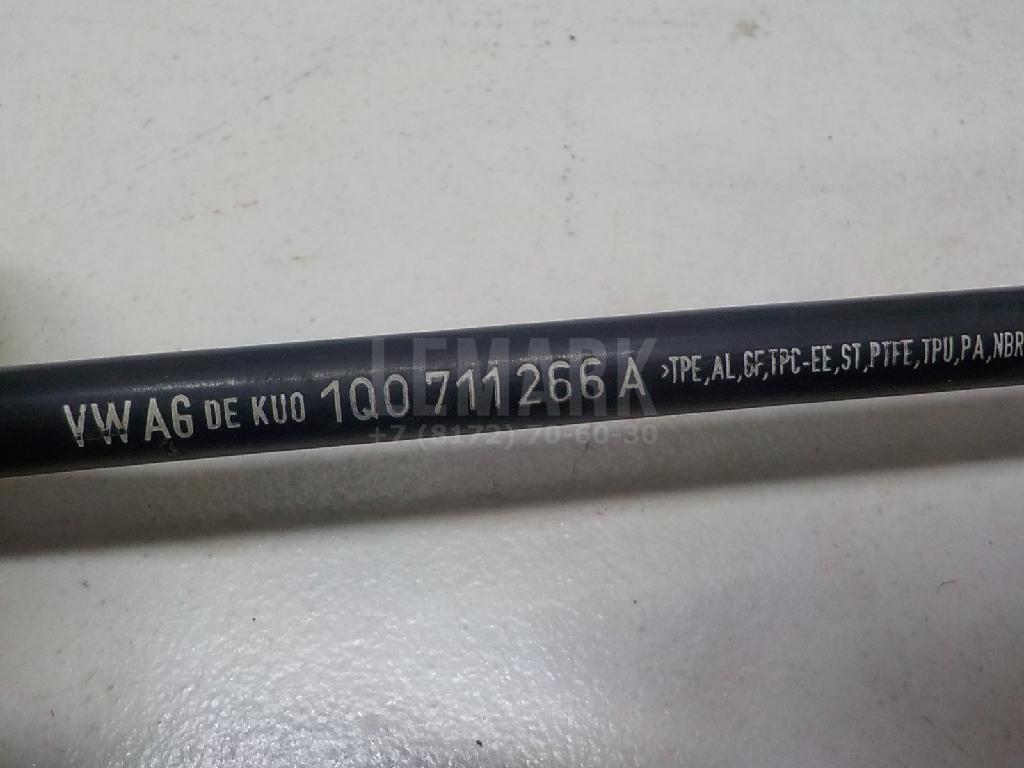 VW AG DE KUO 1Q0 711 266 A >TPE,AL,GF,TPC-EE,ST,PTFE,TPU,PA,NBR
LEMARK
+7 (8172) 70-60-30